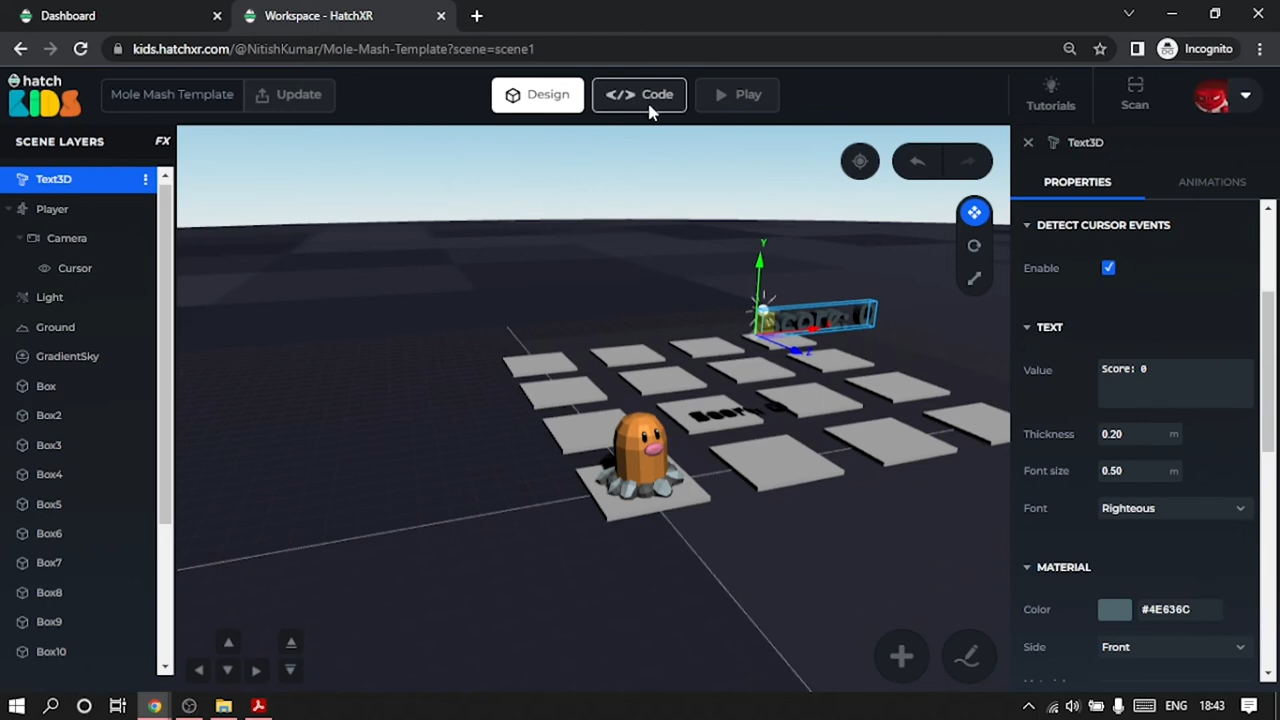 Dashboard
Workspace - HatchXR
kids.hatchxr.com/@NitishKumar/Mole-Mash-Template?scene=scene1
Incognito
hatch
KIDS
Mole Mash Template
Update
Design
</> Code
Play
Tutorials
Scan
SCENE LAYERS
FX
Text3D
Player
Camera
Cursor
Light
Ground
GradientSky
Box
Box2
Box3
Box4
Box5
Box6
Box7
Box8
Box9
Box10
Y
Score: 0
Z
Text3D
PROPERTIES
ANIMATIONS
DETECT CURSOR EVENTS
Enable
TEXT
Value
Score: 0
Thickness
0.20
m
Font size
0.50
m
Font
Righteous
MATERIAL
Color
#4E636C
Side
Front
ENG
18:43